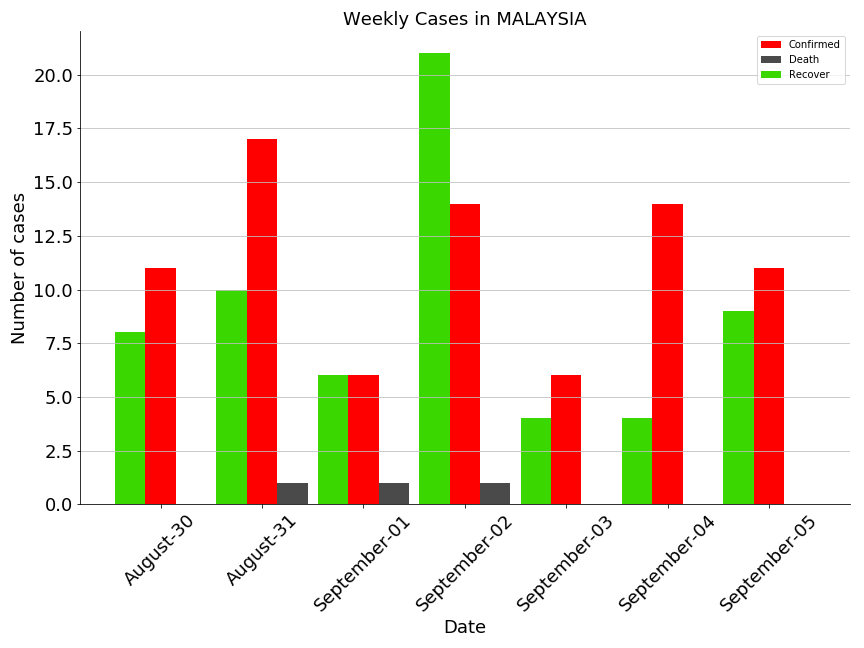 Weekly Cases in MALAYSIA
Confirmed
Death
Recover
Number of cases
20.0
17.5
15.0
12.5
10.0
7.5
5.0
2.5
0.0
August-30
August-31
September-01
September-02
September-03
September-04
September-05
Date